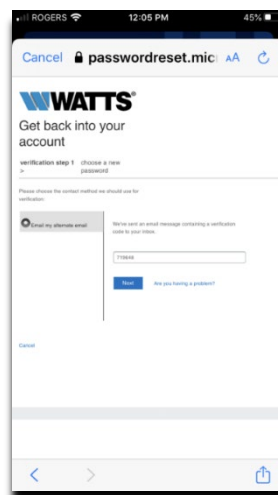 ROGERS 12:05 PM 45%
Cancel passwordreset.mic AA
WATTS®
Get back into your
account
verification step 1 choose a new
> password
Please choose the contact method we should use for
verification:
Email my alternate email
We've sent an email message containing a verification
code to your inbox.
719646
Next Are you having a problem?
Cancel